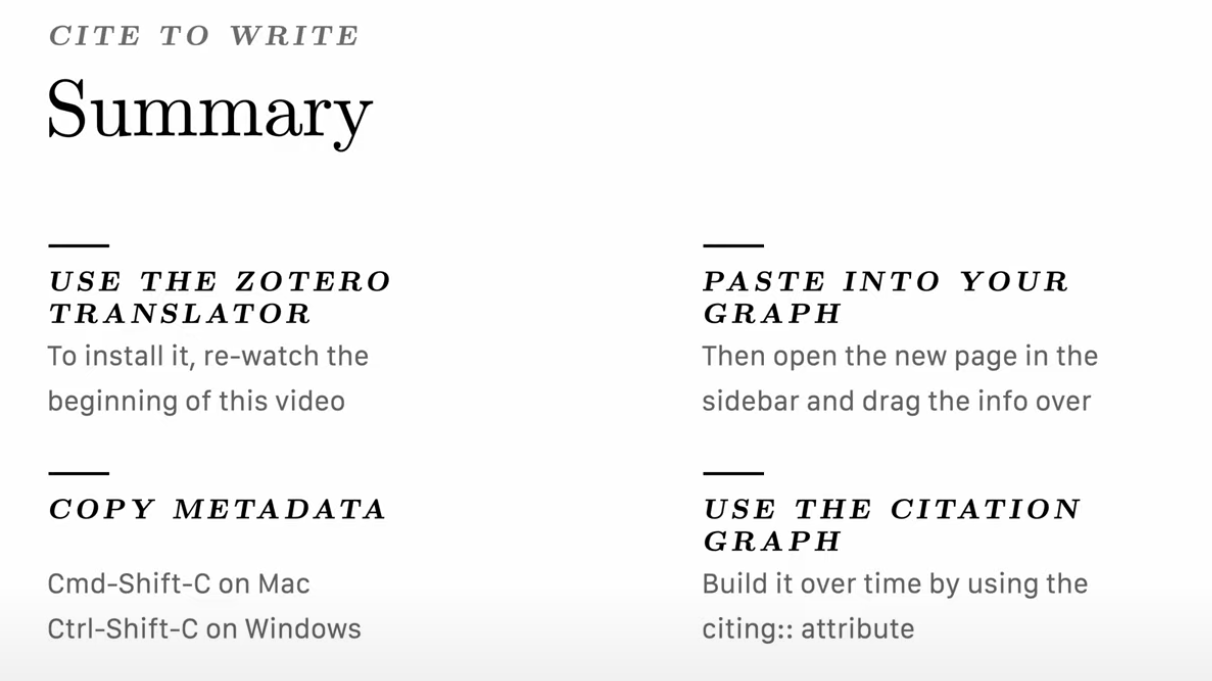 CITE TO WRITE
Summary
USE THE ZOTERO
TRANSLATOR
To install it, re-watch the
beginning of this video
COPY METADATA
Cmd-Shift-C on Mac
Ctrl-Shift-C on Windows
PASTE INTO YOUR
GRAPH
Then open the new page in the
sidebar and drag the info over
USE THE CITATION
GRAPH
Build it over time by using the
citing:: attribute